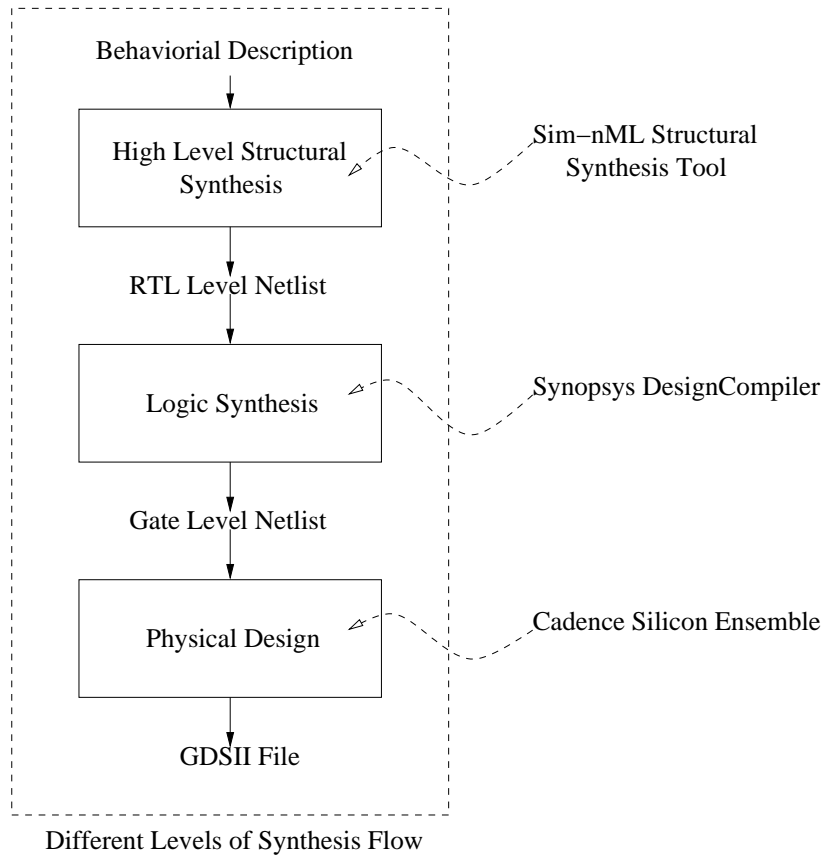 Behaviorial Description
High Level Structural
Synthesis
Sim−nML Structural
Synthesis Tool
RTL Level Netlist
Logic Synthesis
Synopsys DesignCompiler
Gate Level Netlist
Physical Design
Cadence Silicon Ensemble
GDSII File
Different Levels of Synthesis Flow